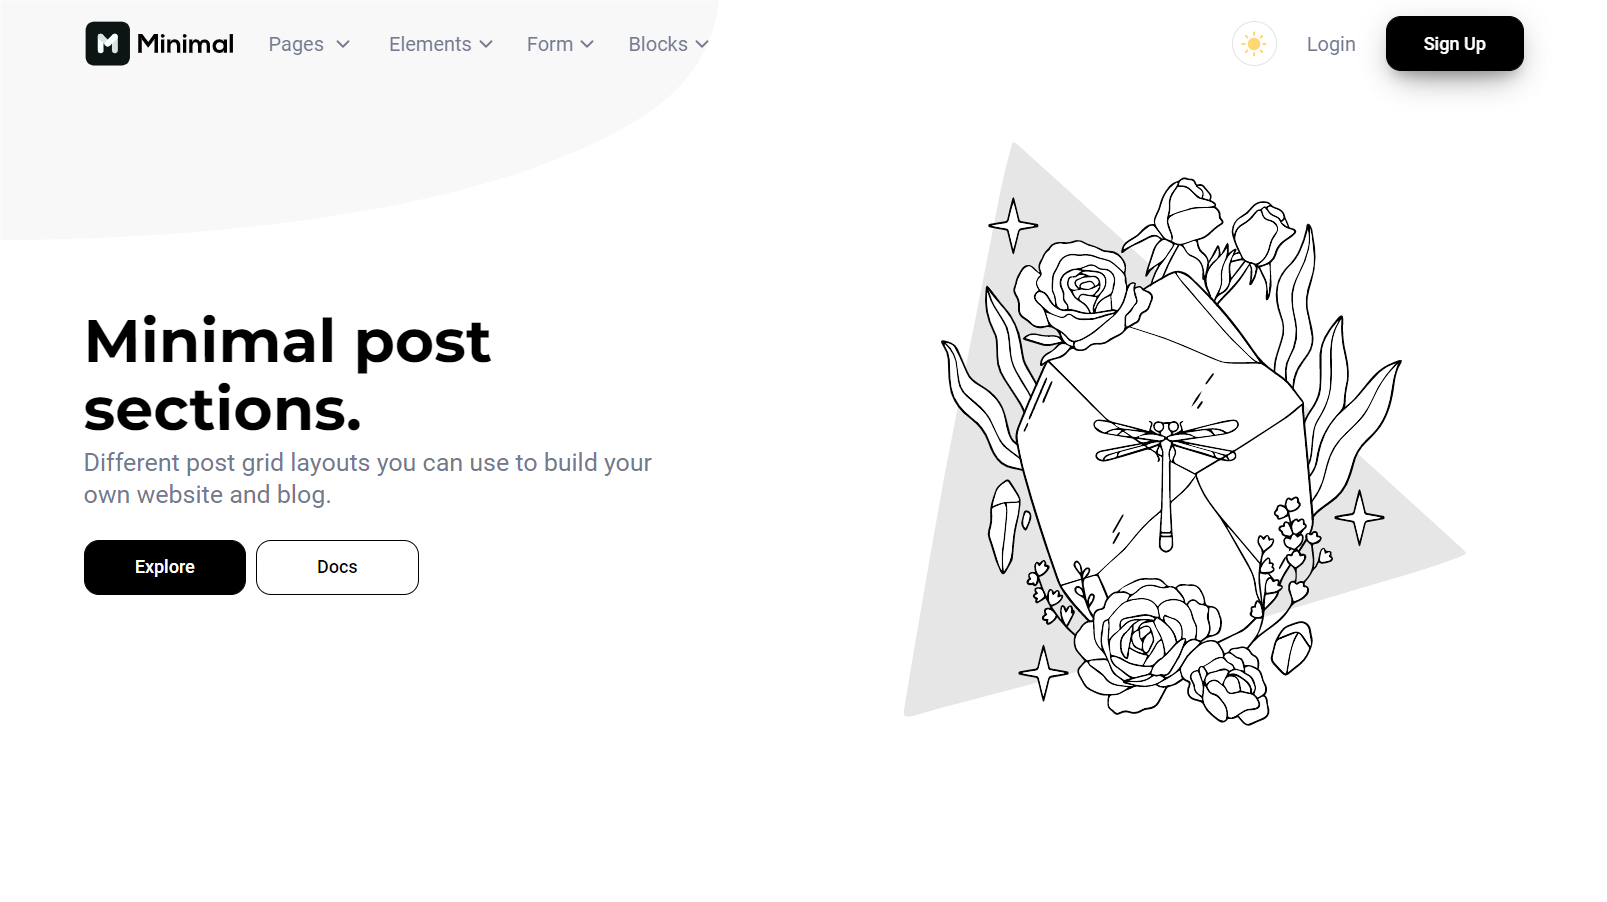 Minimal
Pages
Elements
Form
Blocks
Login
Sign Up
Minimal post
sections.
Different post grid layouts you can use to build your
own website and blog.
Explore
Docs